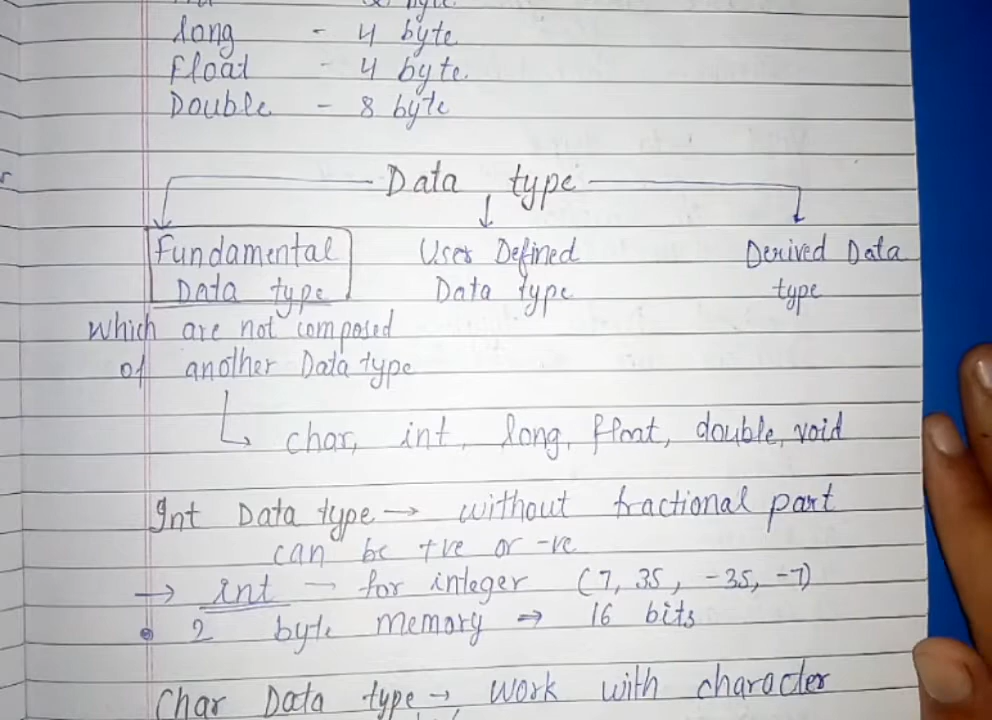 long - 4 byte
float - 4 byte.
Double - 8 byte
Data type
Fundamental User Defined Derived Data
Data type Data type type
which are not composed
of another Data type
char, int, long, float, double, void
Int Data type → without fractional part
can be +ve or -ve
→ int - for integer (7, 35, -35, -7)
• 2 byte memory ⇒ 16 bits
Char Data type → work with character